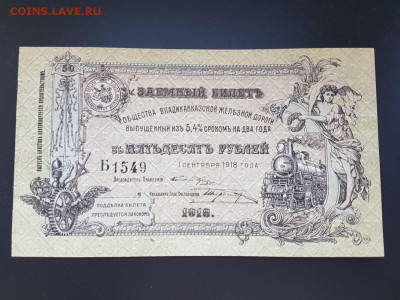 COINS.LAVE.RU
50
ЗАЕМНЫЙ БИЛЕТЪ
ОБЩЕСТВА ВЛАДИКАВКАЗСКОЙ ЖЕЛѢЗНОЙ ДОРОГИ
ВЫПУЩЕННЫЙ ИЗЪ 5,4% СРОКОМЪ НА ДВА ГОДА
ВЪ ПЯТЬДЕСЯТЪ РУБЛЕЙ
Б 1549
1 СЕНТЯБРЯ 1918 ГОДА
1918.
ПОДДѢЛКА БИЛЕТА
ПРЕСЛѢДУЕТСЯ ЗАКОНОМЪ